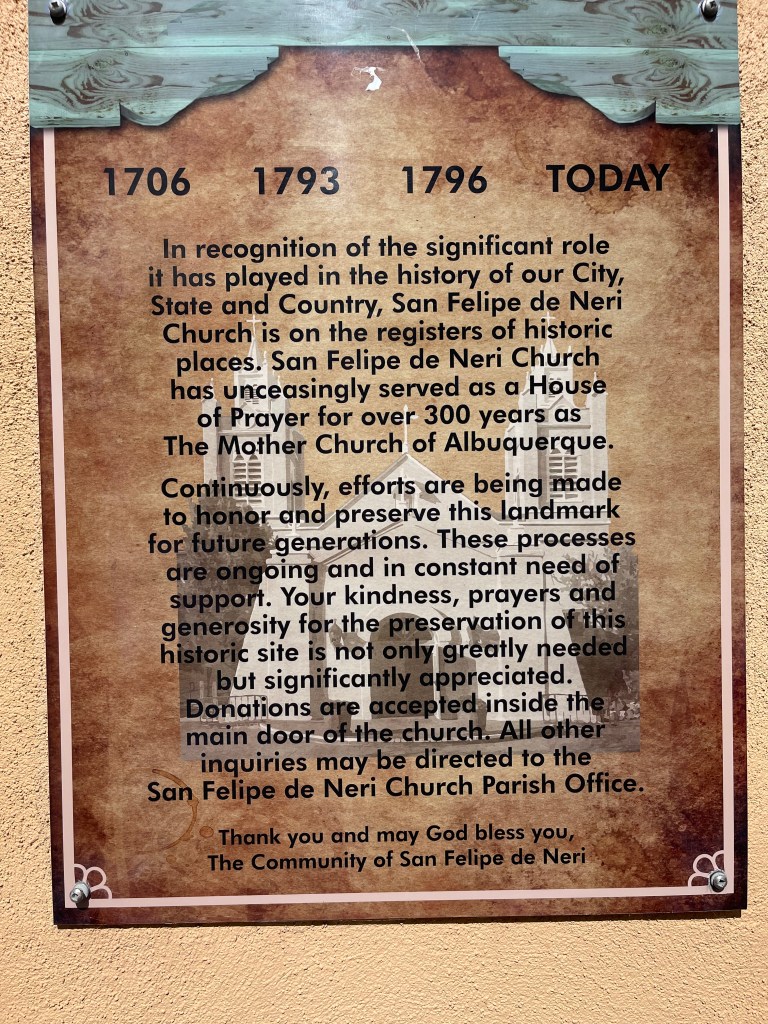 1706 1793 1796 TODAY
In recognition of the significant role
it has played in the history of our City,
State and Country, San Felipe de Neri
Church is on the registers of historic
places. San Felipe de Neri Church
has unceasingly served as a House
of Prayer for over 300 years as
The Mother Church of Albuquerque.
Continuously, efforts are being made
to honor and preserve this landmark
for future generations. These processes
are ongoing and in constant need of
support. Your kindness, prayers and
generosity for the preservation of this
historic site is not only greatly needed
but significantly appreciated.
Donations are accepted inside the
main door of the church. All other
inquiries may be directed to the
San Felipe de Neri Church Parish Office.
Thank you and may God bless you,
The Community of San Felipe de Neri